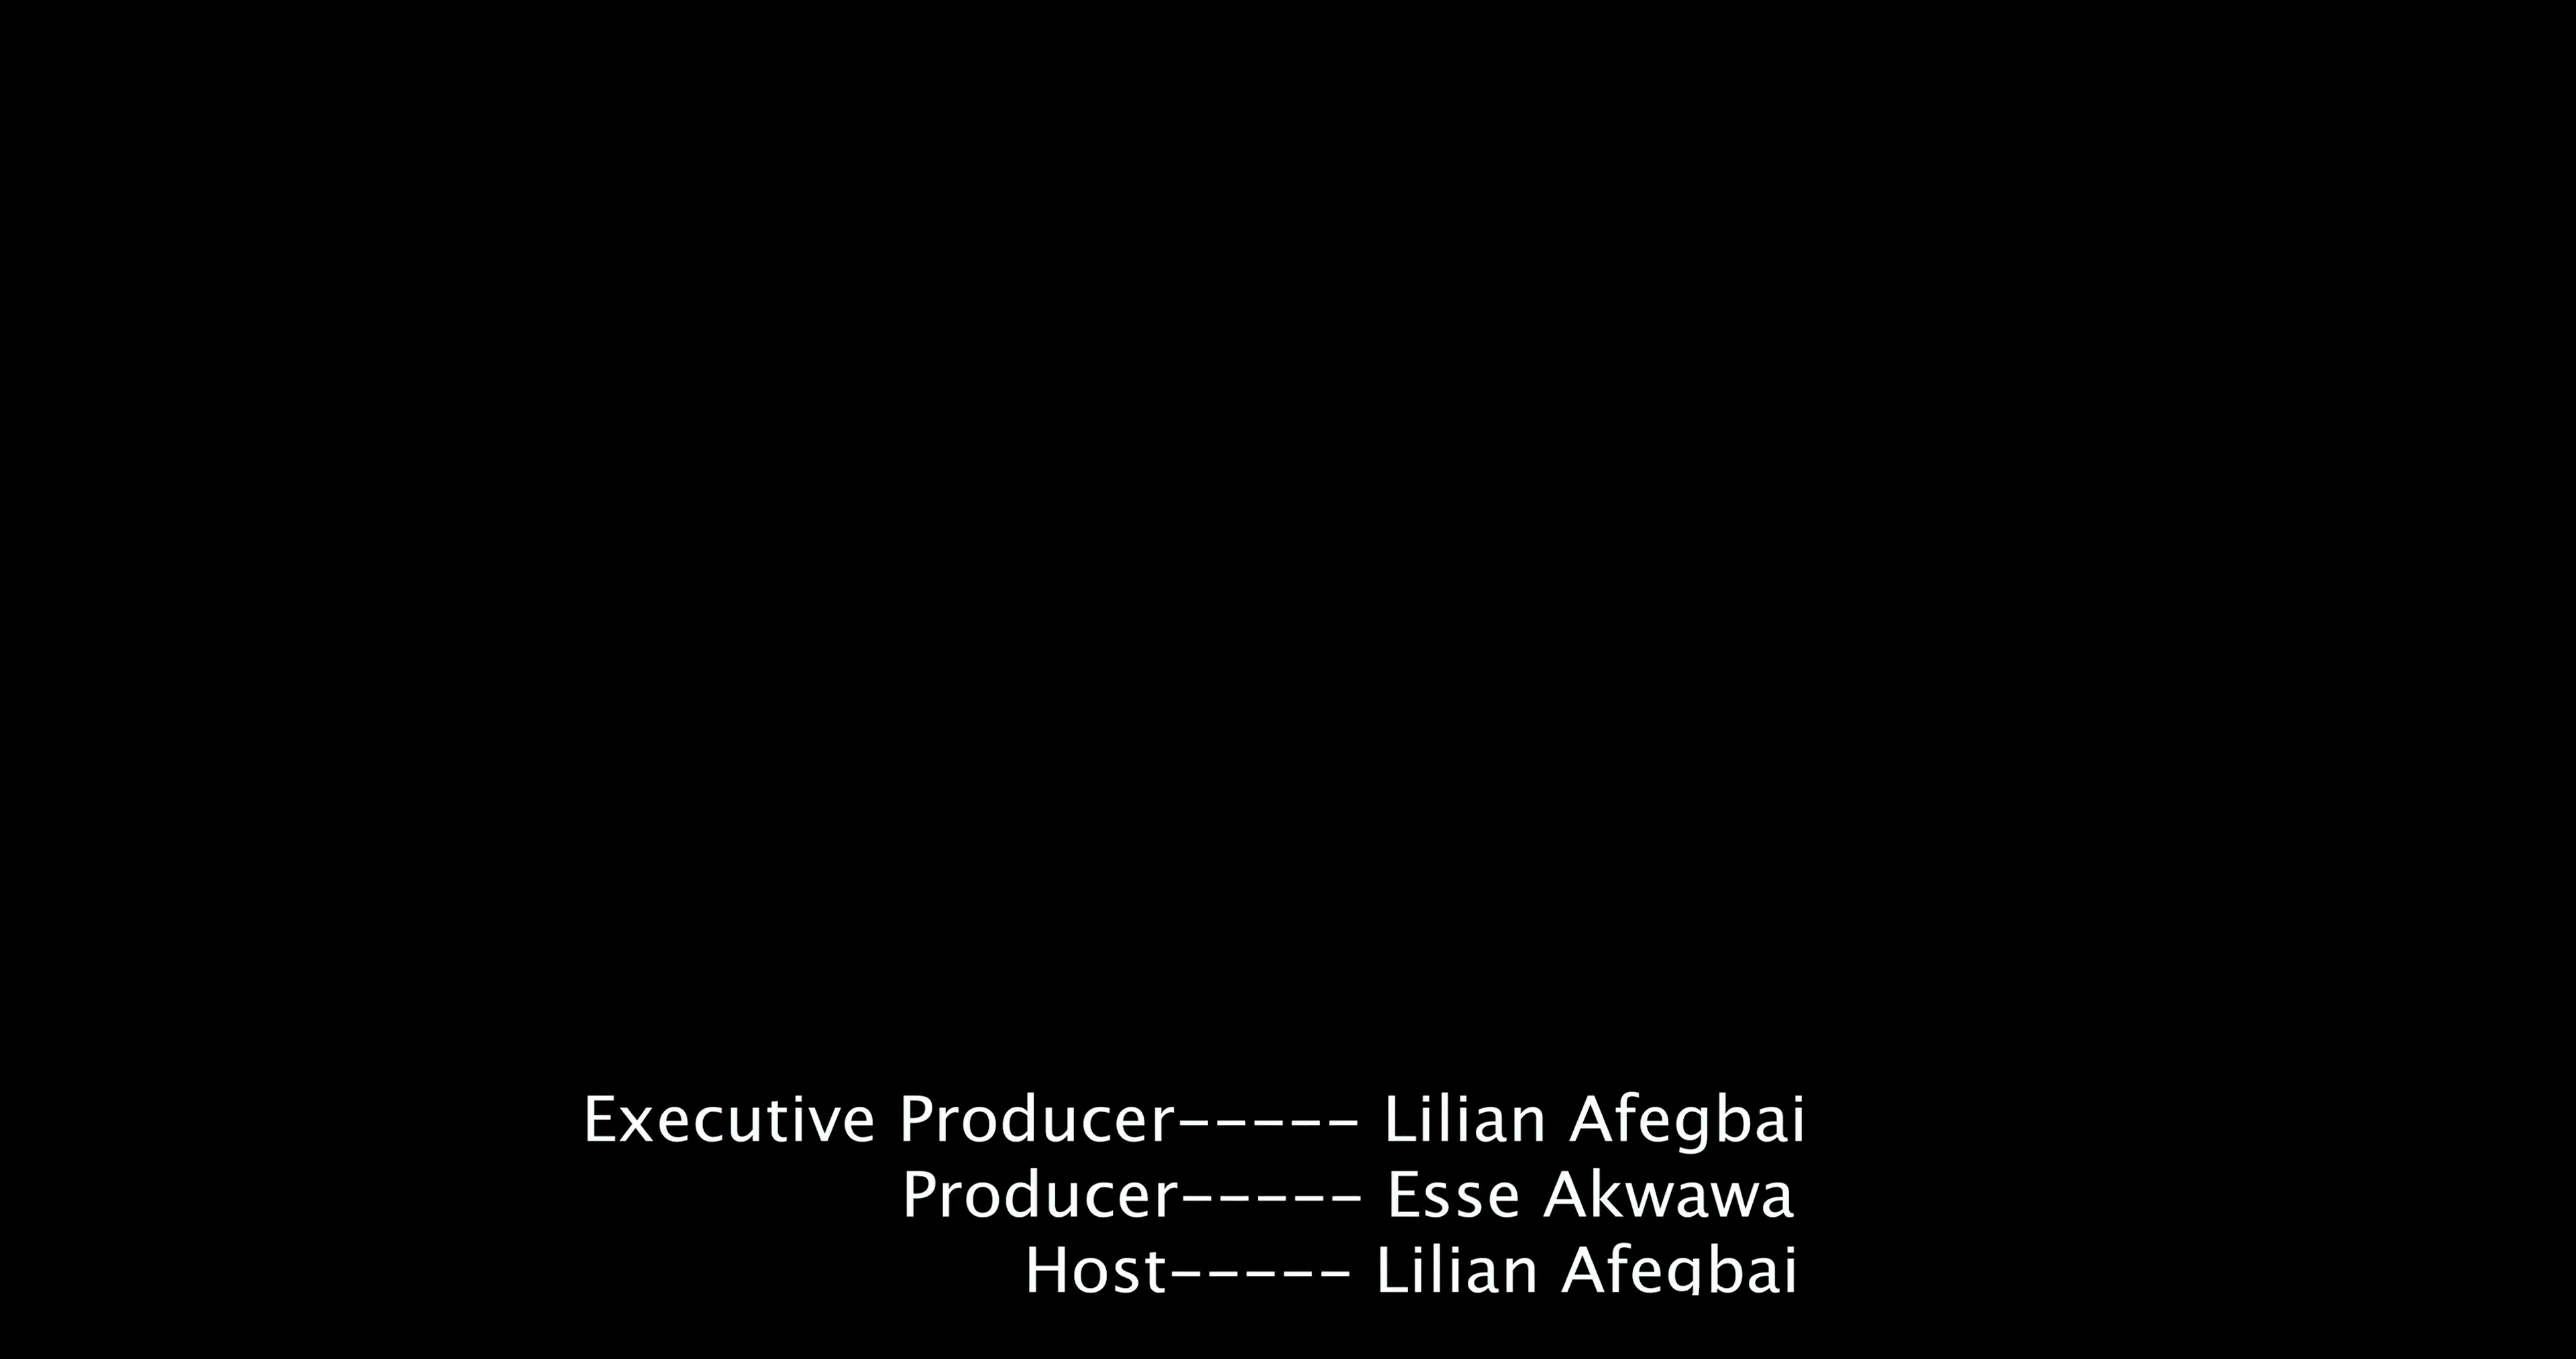 Executive Producer----- Lilian Afegbai
Producer----- Esse Akwawa
Host----- Lilian Afegbai